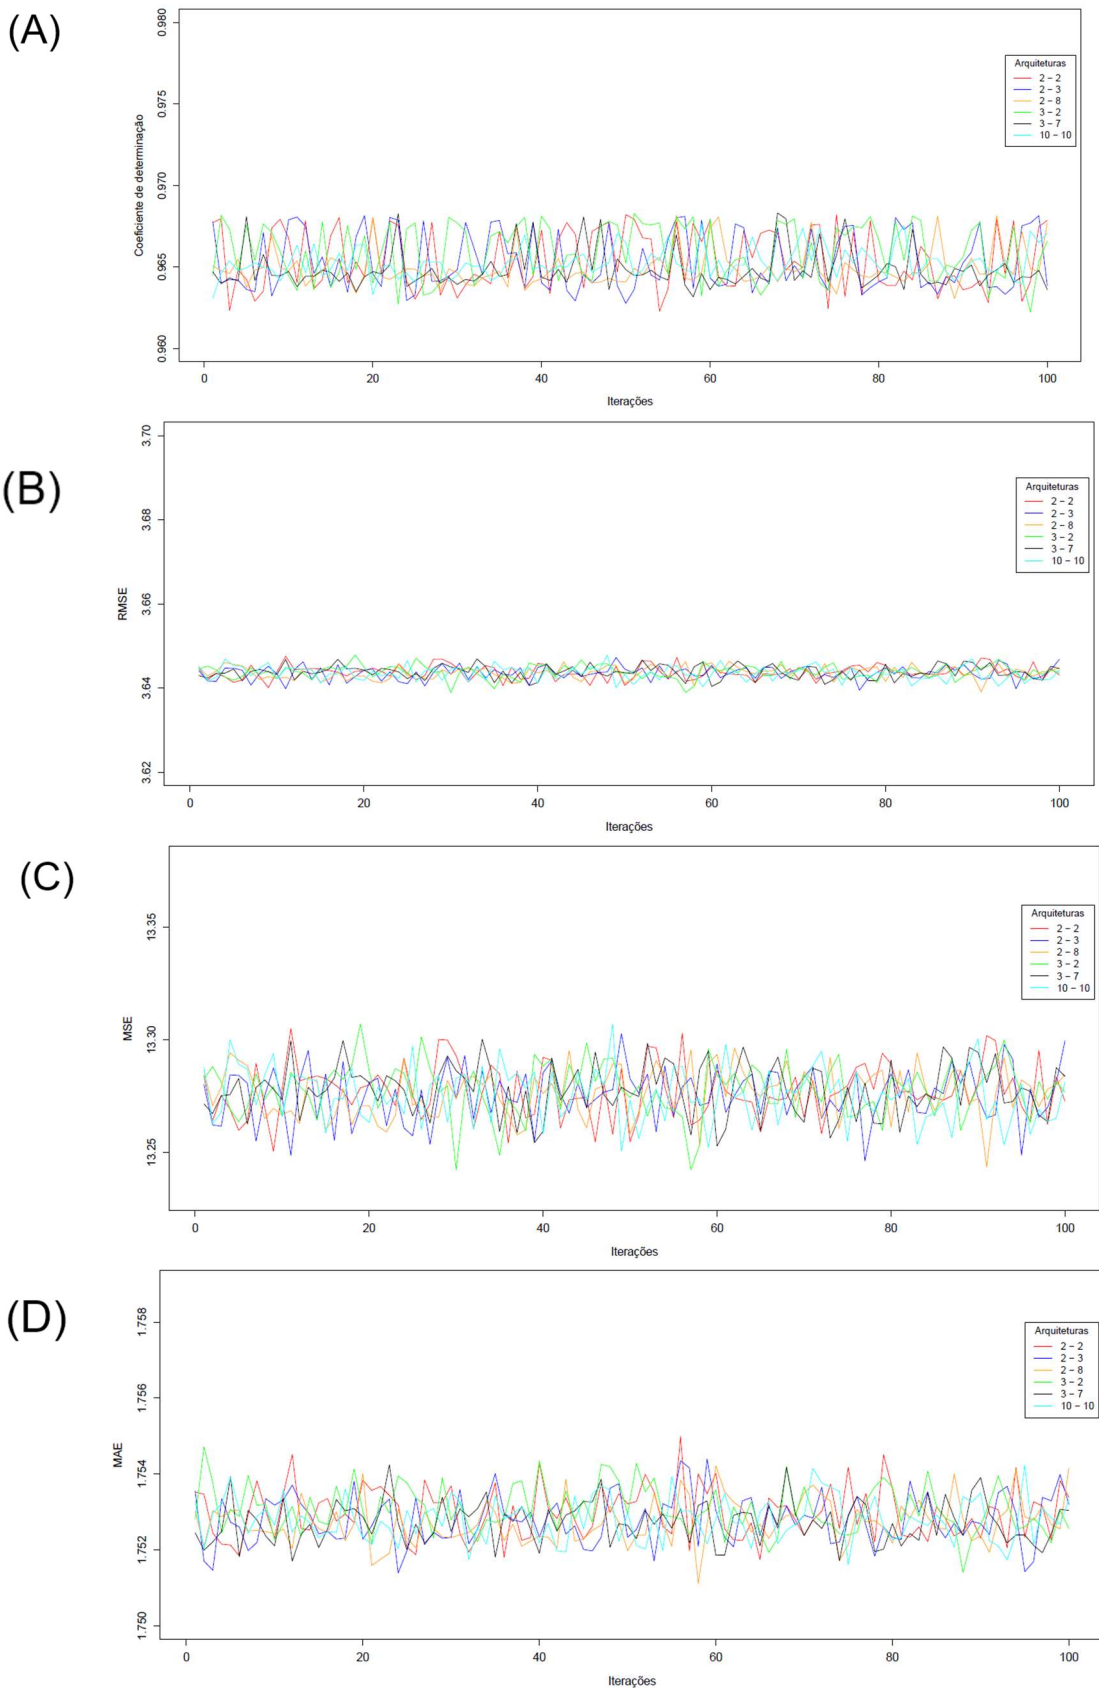 (A)
Coeficiente de determinação
0.980
0.975
0.970
0.965
0.960
Arquiteturas
2 − 2
2 − 3
2 − 8
3 − 2
3 − 7
10 − 10
0 20 40 60 80 100
Iterações
(B)
RMSE
3.70
3.68
3.66
3.64
3.62
Arquiteturas
2 − 2
2 − 3
2 − 8
3 − 2
3 − 7
10 − 10
0 20 40 60 80 100
Iterações
(C)
MSE
13.35
13.30
13.25
Arquiteturas
2 − 2
2 − 3
2 − 8
3 − 2
3 − 7
10 − 10
0 20 40 60 80 100
Iterações
(D)
MAE
1.758
1.756
1.754
1.752
1.750
Arquiteturas
2 − 2
2 − 3
2 − 8
3 − 2
3 − 7
10 − 10
0 20 40 60 80 100
Iterações